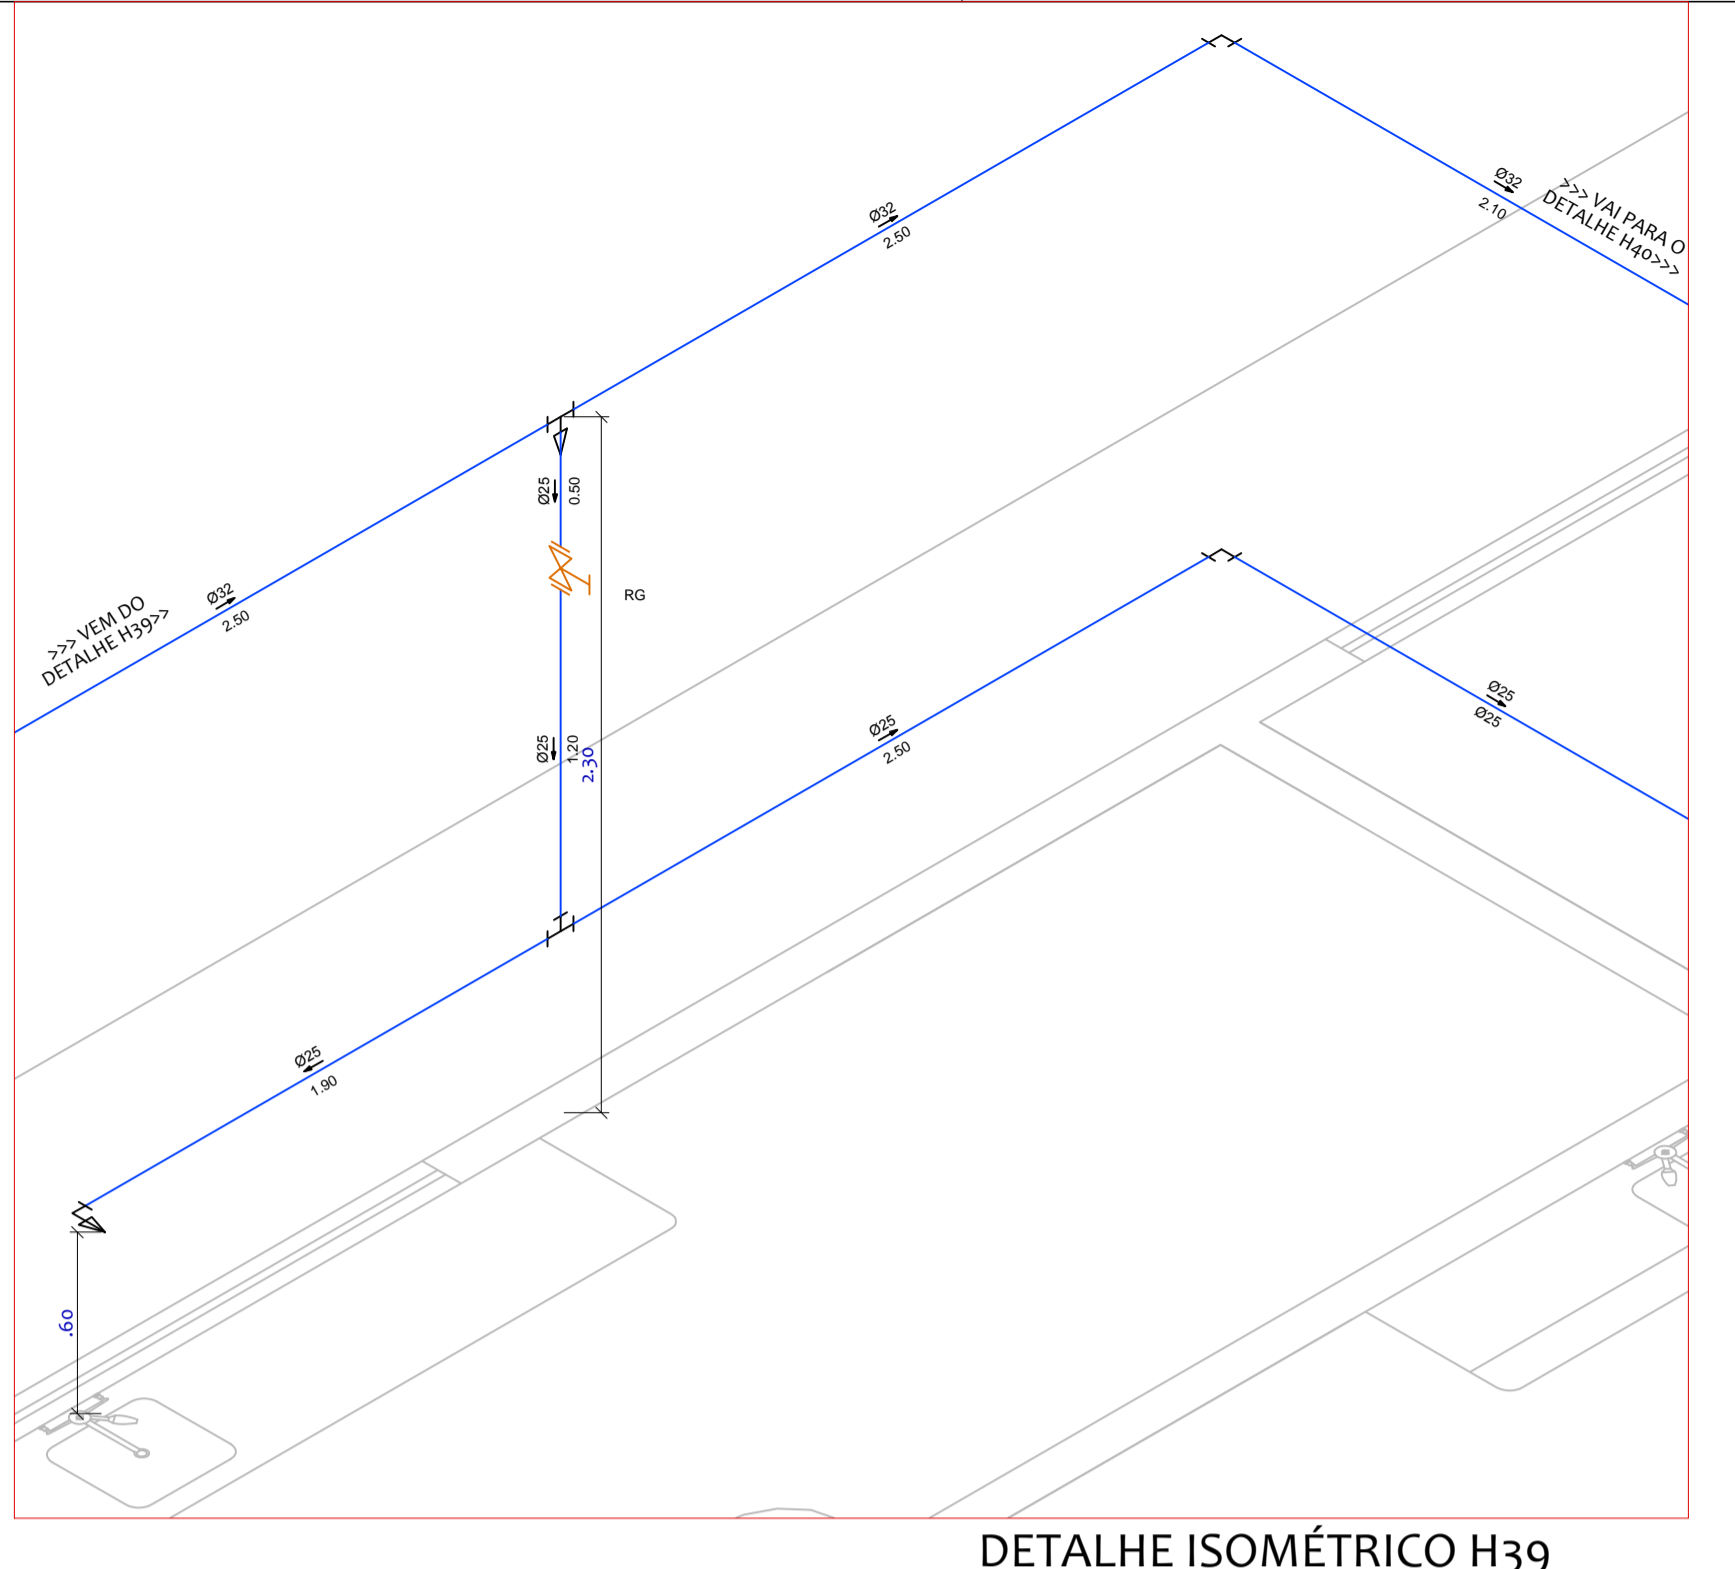 Ø32
2.10
>>> VAI PARA O
DETALHE H40>>>
Ø32
2.50
Ø25
0.50
>>> VEM DO
DETALHE H39>>
Ø32
2.50
RG
Ø25
1.20
2.30
Ø25
2.50
Ø25
Ø25
Ø25
1.90
.60
DETALHE ISOMÉTRICO H39